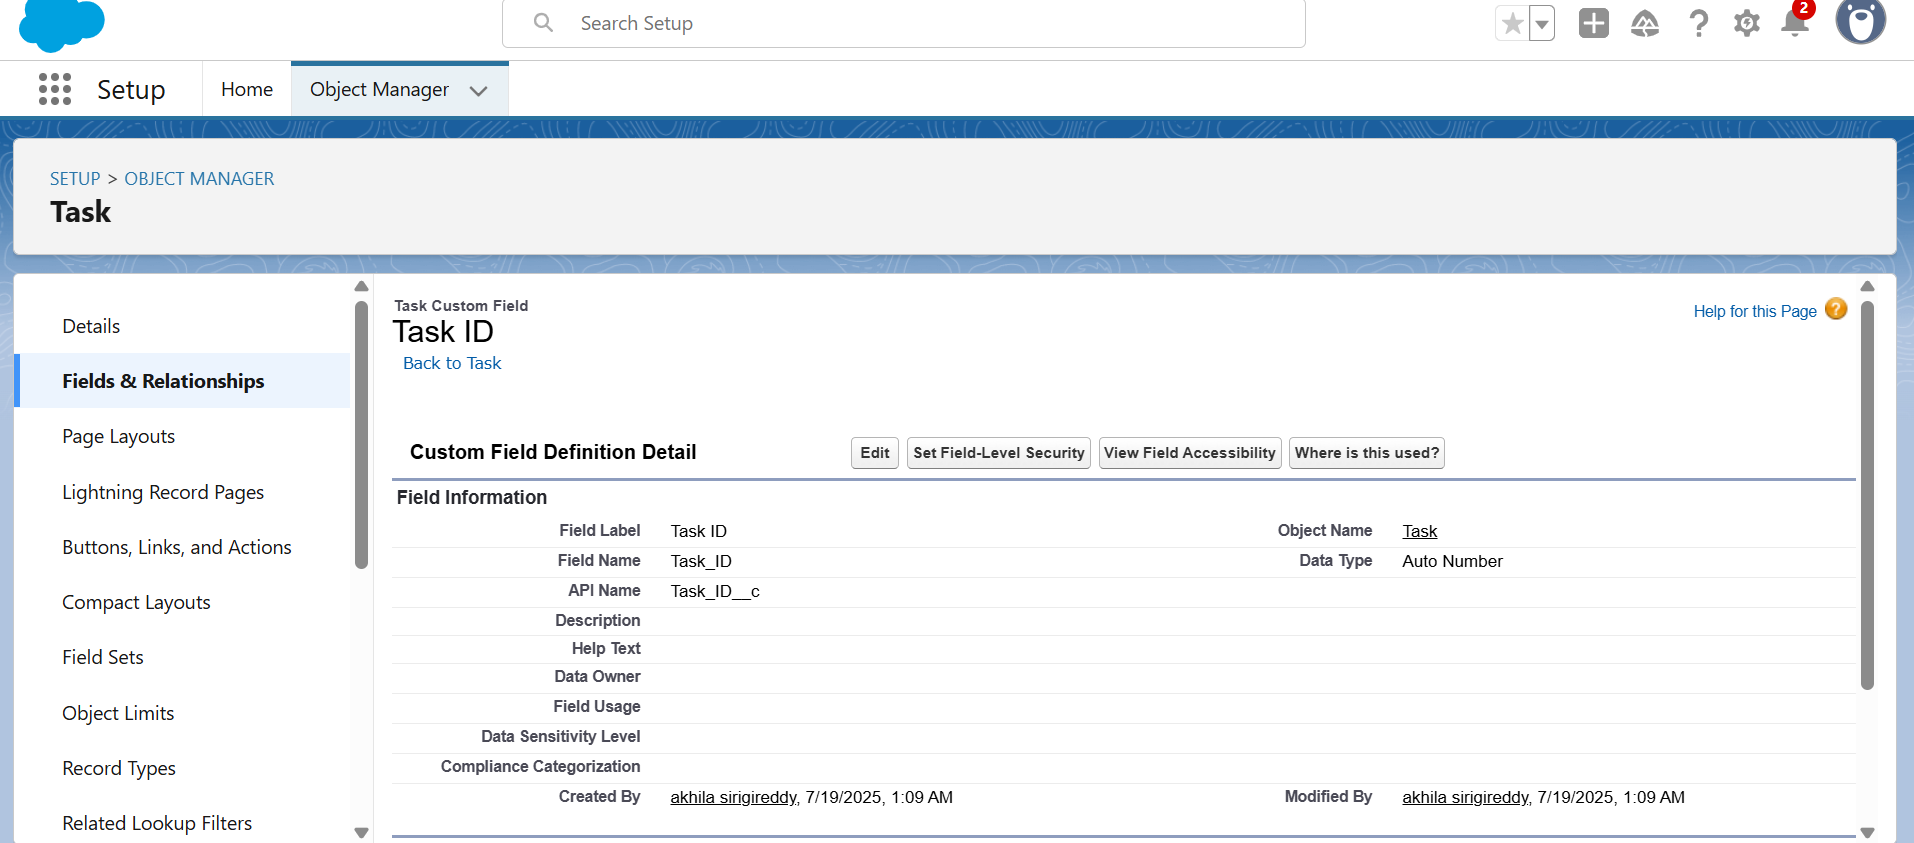 Search Setup
2
Setup
Home
Object Manager
SETUP > OBJECT MANAGER
Task
Details
Fields & Relationships
Page Layouts
Lightning Record Pages
Buttons, Links, and Actions
Compact Layouts
Field Sets
Object Limits
Record Types
Related Lookup Filters
Task Custom Field
Task ID
Back to Task
Help for this Page ?
Custom Field Definition Detail
Edit
Set Field-Level Security
View Field Accessibility
Where is this used?
Field Information
Field Label Task ID Object Name Task
Field Name Task_ID Data Type Auto Number
API Name Task_ID__c
Description
Help Text
Data Owner
Field Usage
Data Sensitivity Level
Compliance Categorization
Created By akhila sirigireddy, 7/19/2025, 1:09 AM Modified By akhila sirigireddy, 7/19/2025, 1:09 AM